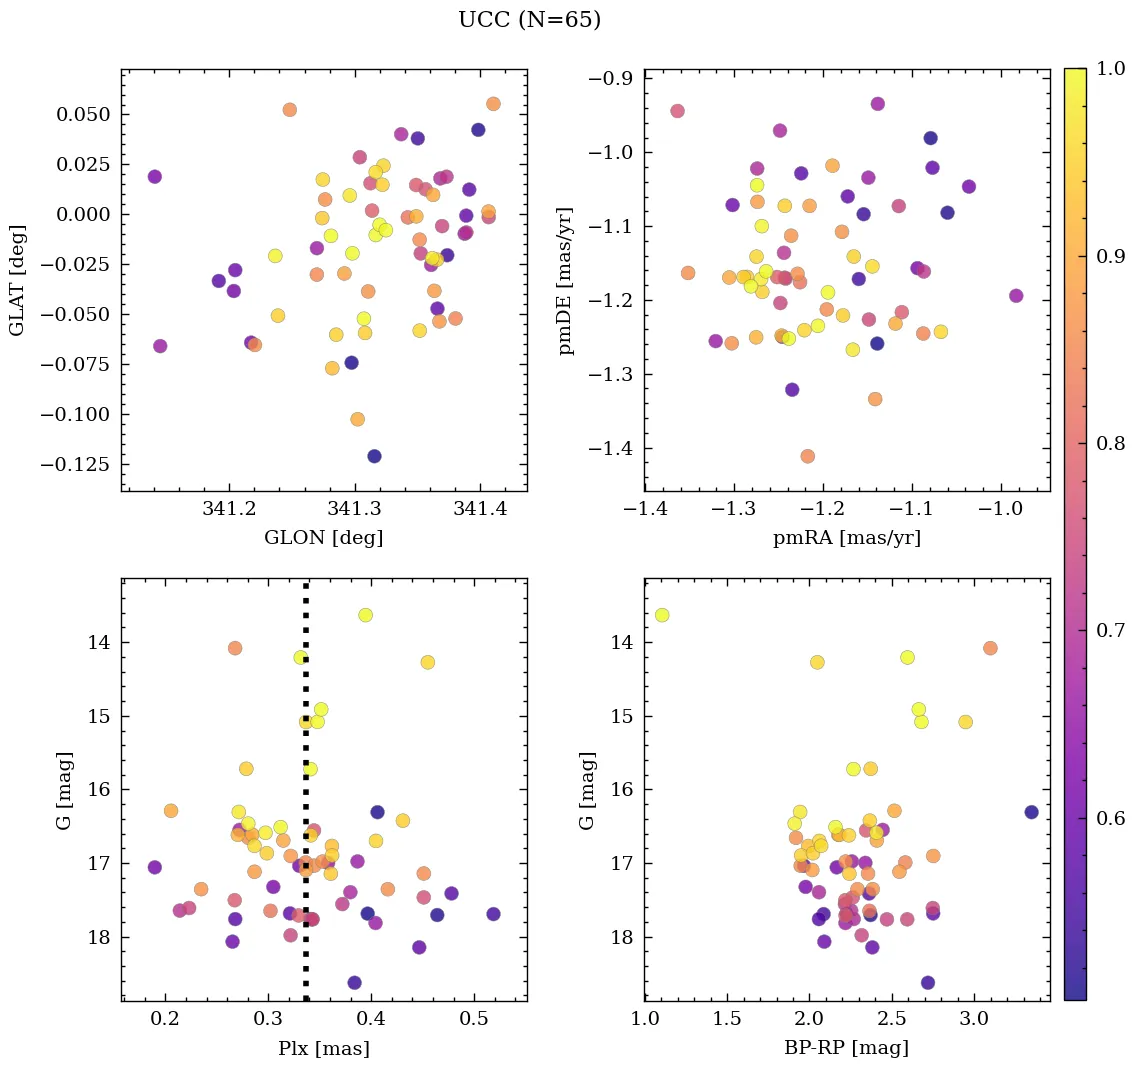 UCC (N=65)
0.050
0.025
0.000
−0.025
−0.050
−0.075
−0.100
−0.125
GLAT [deg]
341.2 341.3 341.4
GLON [deg]
−0.9
−1.0
−1.1
−1.2
−1.3
−1.4
pmDE [mas/yr]
−1.4 −1.3 −1.2 −1.1 −1.0
pmRA [mas/yr]
14
15
16
17
18
G [mag]
0.2 0.3 0.4 0.5
Plx [mas]
14
15
16
17
18
G [mag]
1.0 1.5 2.0 2.5 3.0
BP-RP [mag]
1.0
0.9
0.8
0.7
0.6